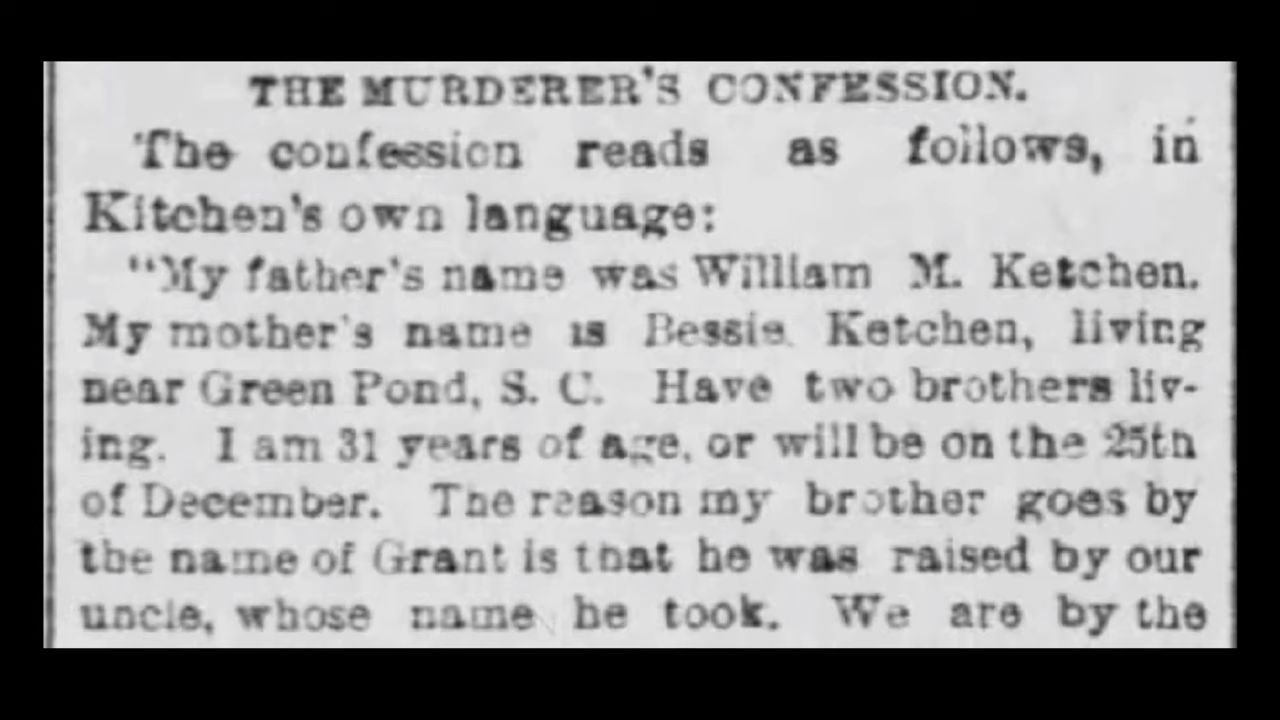 THE MURDERER'S CONFESSION.
The confession reads as follows, in
Kitchen's own language:
"My father's name was William M. Ketchen.
My mother's name is Bessie Ketchen, living
near Green Pond, S. C. Have two brothers liv-
ing. I am 31 years of age, or will be on the 25th
of December. The reason my brother goes by
the name of Grant is that he was raised by our
uncle, whose name he took. We are by the